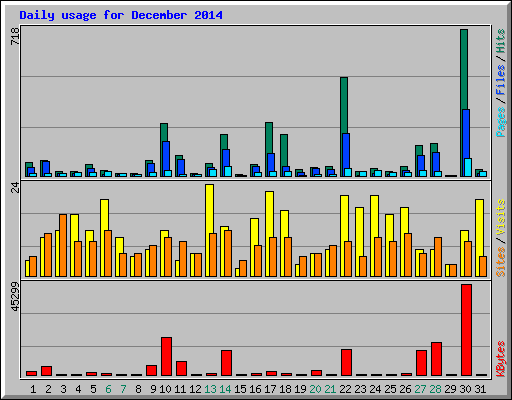 Daily usage for December 2014
718
Pages / Files / Hits
24
Sites / Visits
45299
KBytes
1 2 3 4 5 6 7 8 9 10 11 12 13 14 15 16 17 18 19 20 21 22 23 24 25 26 27 28 29 30 31